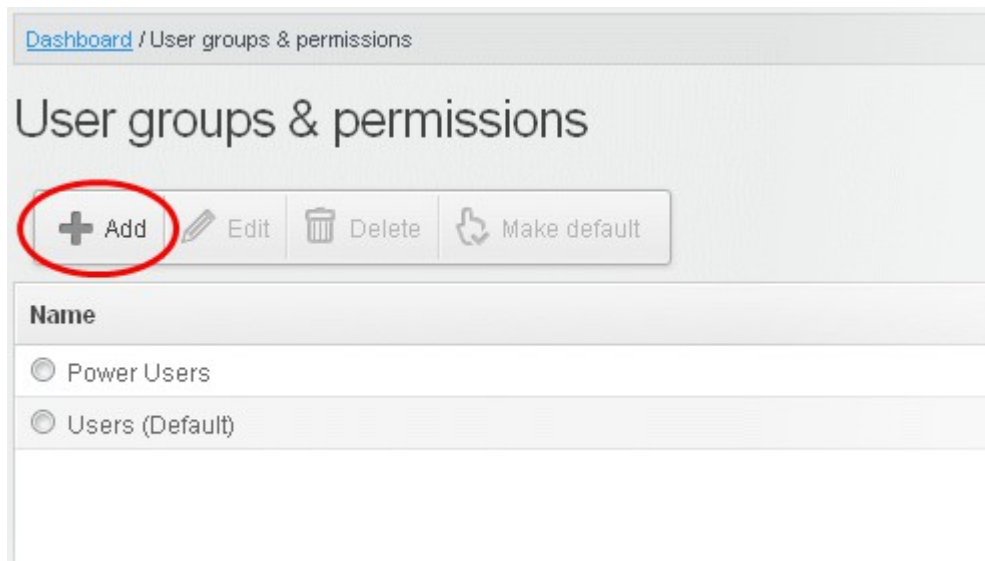 Dashboard / User groups & permissions
User groups & permissions
Add Edit Delete Make default
Name
Power Users
Users (Default)